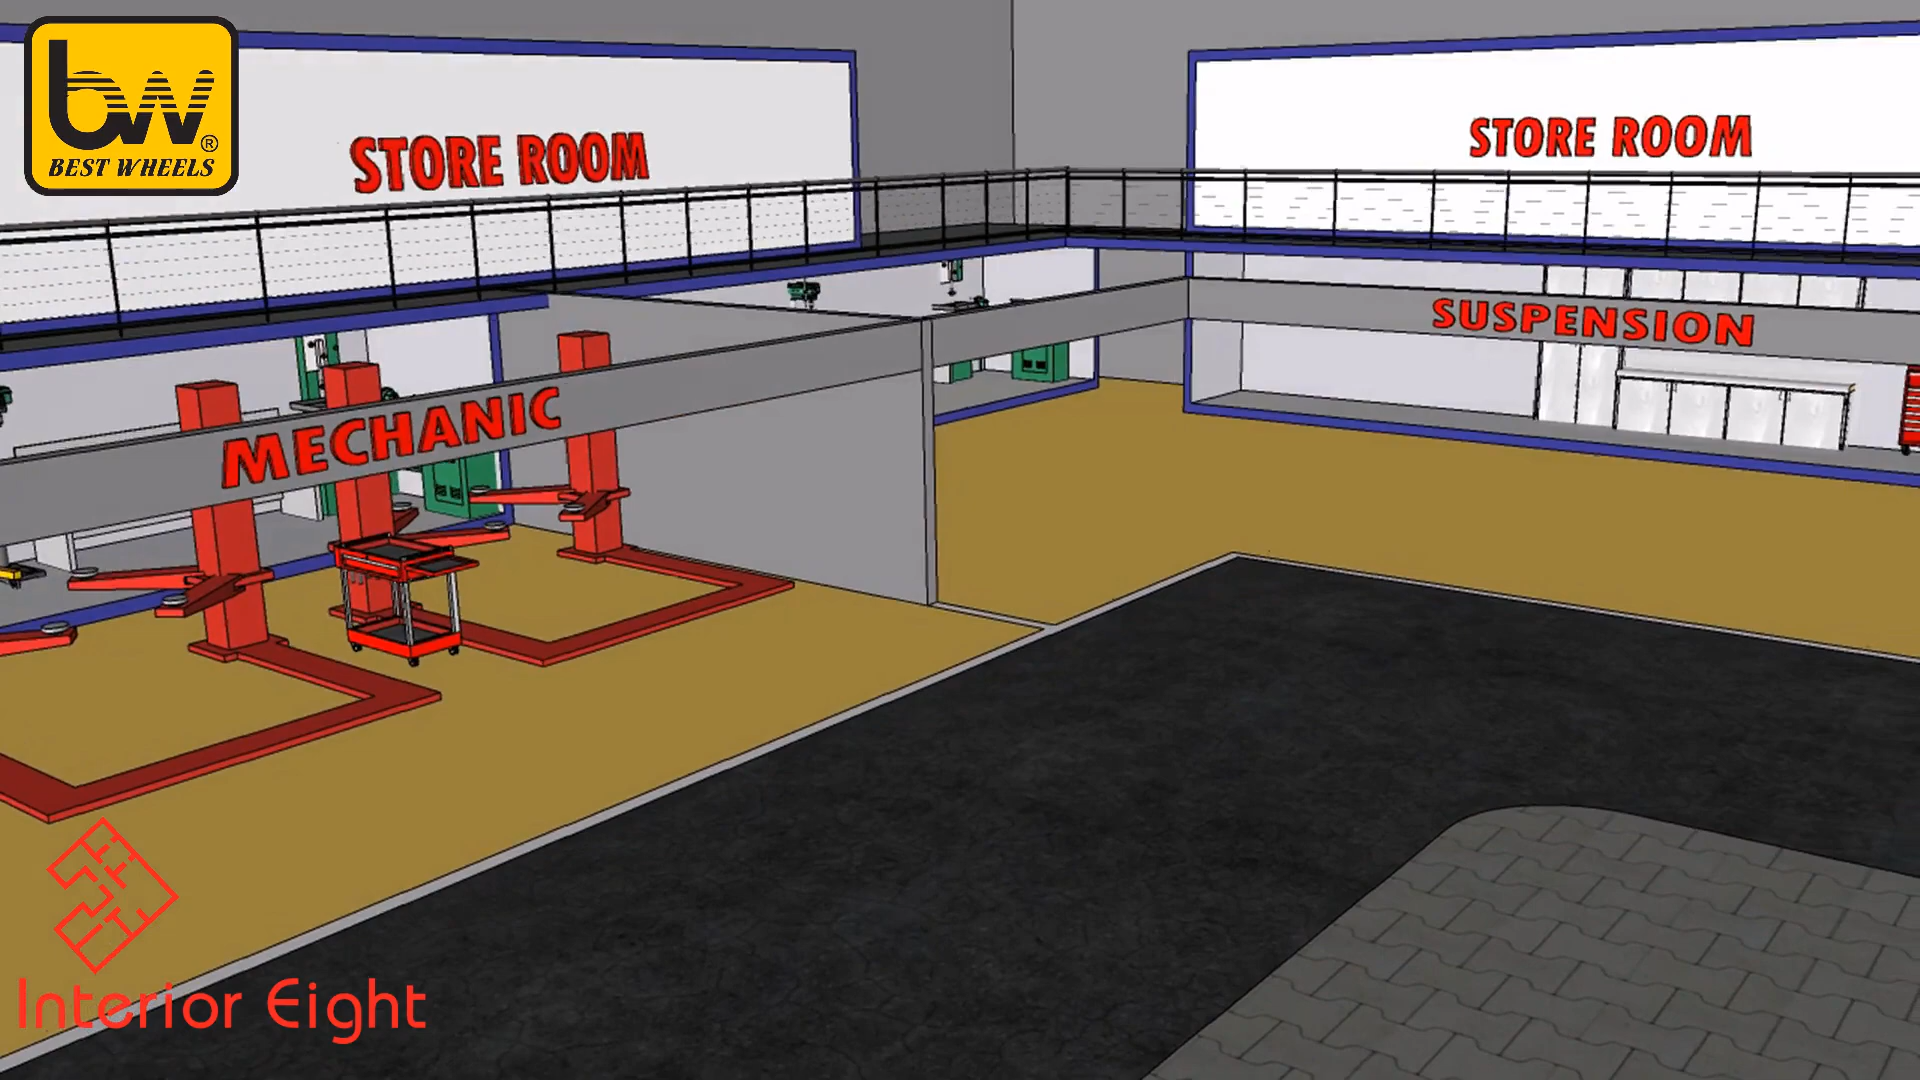 bw®
BEST WHEELS
STORE ROOM
STORE ROOM
SUSPENSION
MECHANIC
Interior Eight